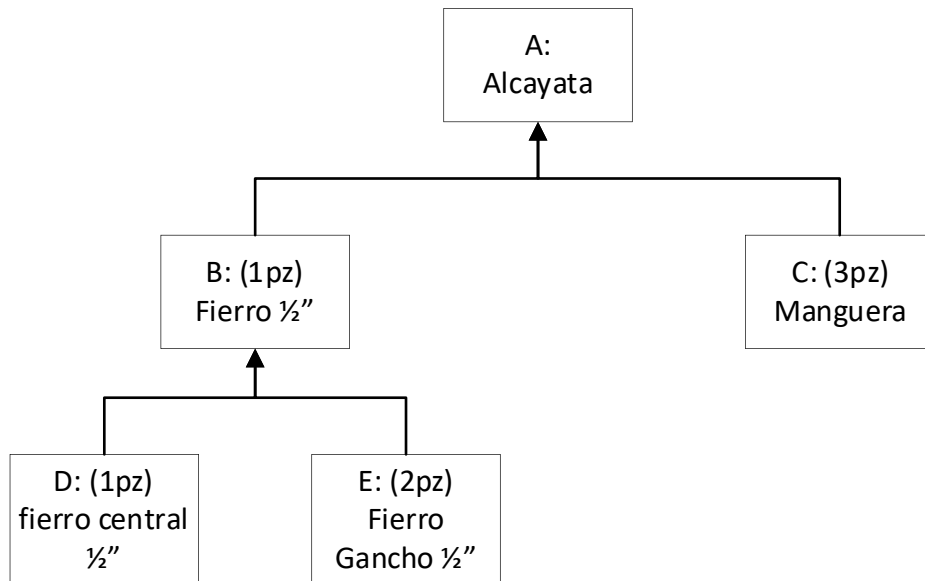 A:
Alcayata
B: (1pz)
Fierro ½”
C: (3pz)
Manguera
D: (1pz)
fierro central
½”
E: (2pz)
Fierro
Gancho ½”